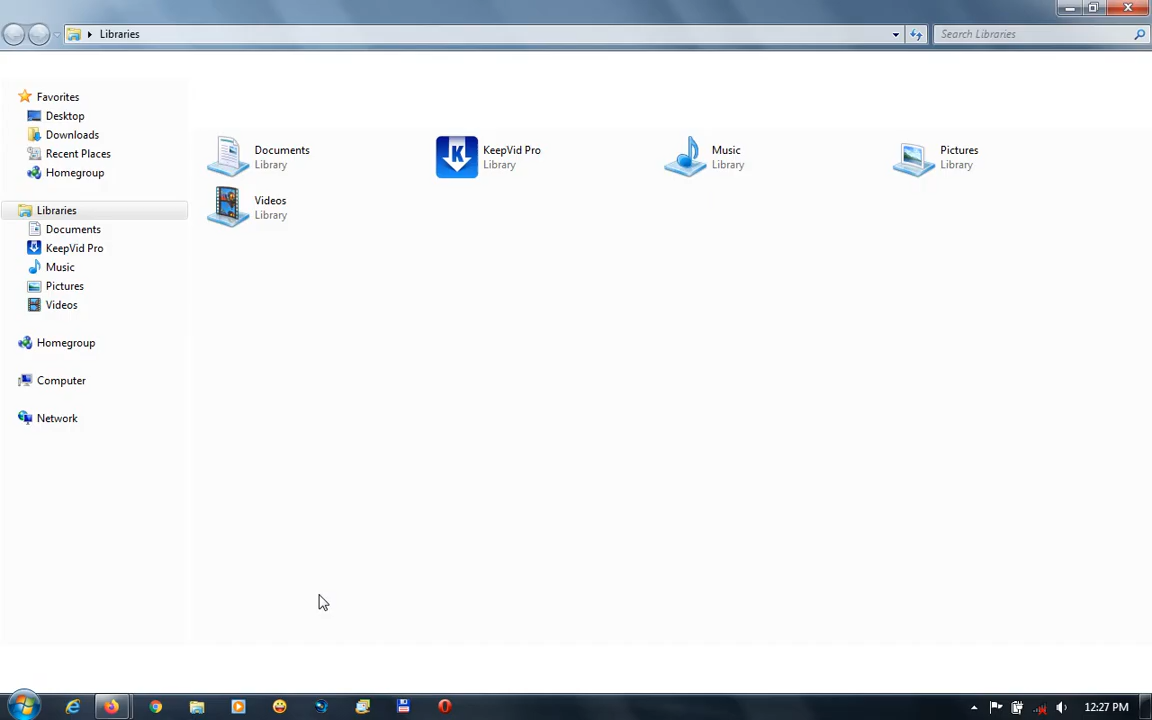 Libraries
Search Libraries
Favorites
Desktop
Downloads
Recent Places
Homegroup
Libraries
Documents
KeepVid Pro
Music
Pictures
Videos
Homegroup
Computer
Network
Documents
Library
KeepVid Pro
Library
Music
Library
Pictures
Library
Videos
Library
12:27 PM